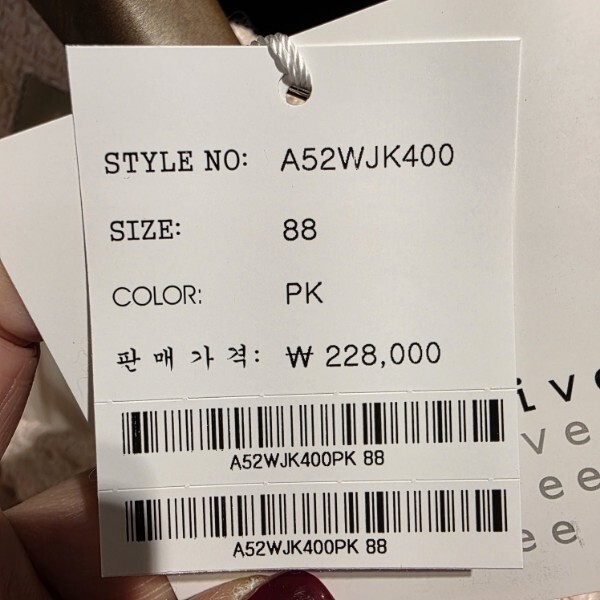 STYLE NO: A52WJK400
SIZE: 88
COLOR: PK
판 매 가 격: ₩ 228,000
A52WJK400PK 88
A52WJK400PK 88